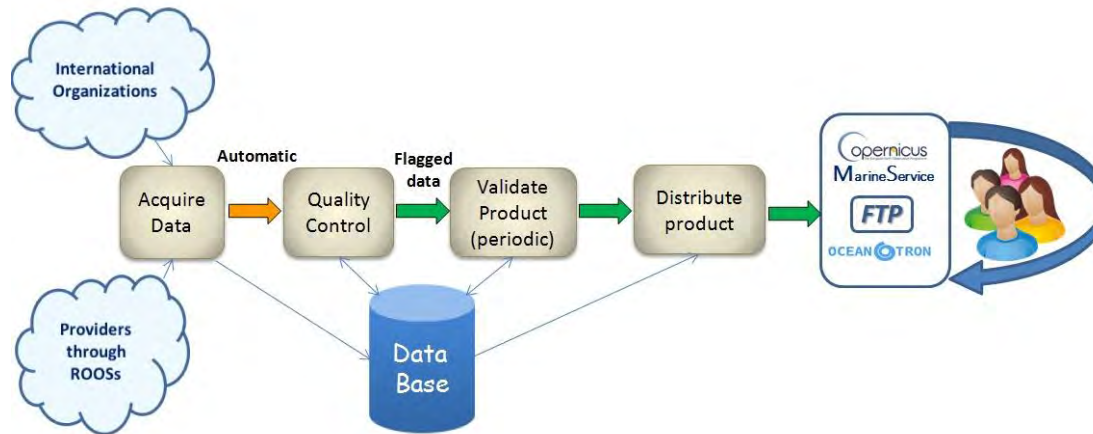 International
Organizations
Automatic
Flagged
data
Acquire
Data
Quality
Control
Validate
Product
(periodic)
Distribute
product
Copernicus
MarineService
FTP
OCEANOTRON
Providers
through
ROOSs
Data
Base